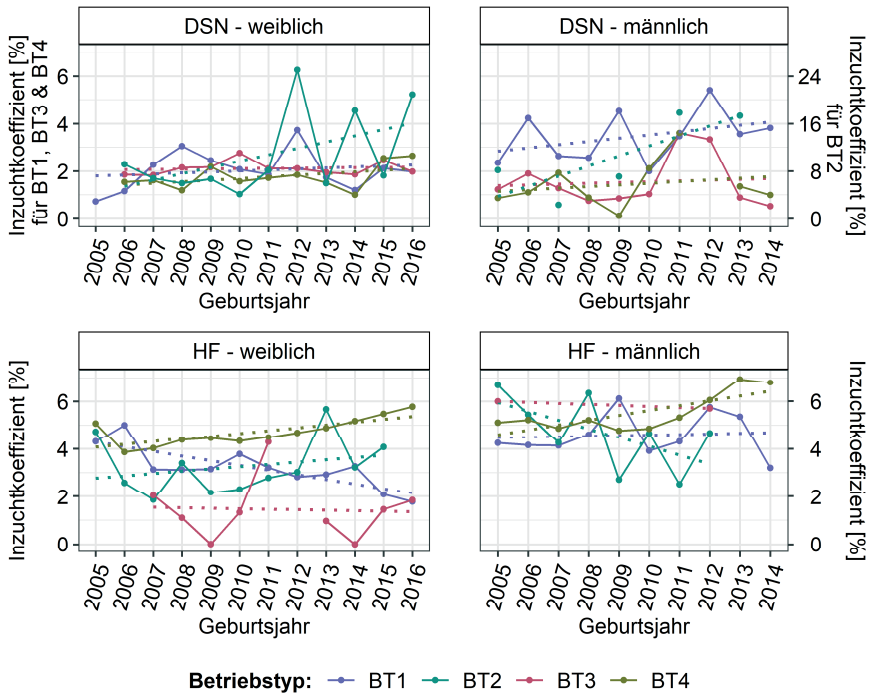 DSN - weiblich
DSN - männlich
Inzuchtkoeffizient [%]
für BT1, BT3 & BT4
6
4
2
0
24
16
8
0
Inzuchtkoeffizient [%]
für BT2
2005 2006 2007 2008 2009 2010 2011 2012 2013 2014 2015 2016
2005 2006 2007 2008 2009 2010 2011 2012 2013 2014
Geburtsjahr
Geburtsjahr
HF - weiblich
HF - männlich
Inzuchtkoeffizient [%]
6
4
2
0
6
4
2
0
Inzuchtkoeffizient [%]
2005 2006 2007 2008 2009 2010 2011 2012 2013 2014 2015 2016
2005 2006 2007 2008 2009 2010 2011 2012 2013 2014
Geburtsjahr
Geburtsjahr
Betriebstyp: BT1 BT2 BT3 BT4